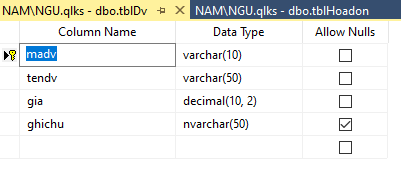 NAM\NGU.qlks - dbo.tblDv NAM\NGU.qlks - dbo.tblHoadon
Column Name Data Type Allow Nulls
madv varchar(10)
tendv varchar(50)
gia decimal(10, 2)
ghichu nvarchar(50)